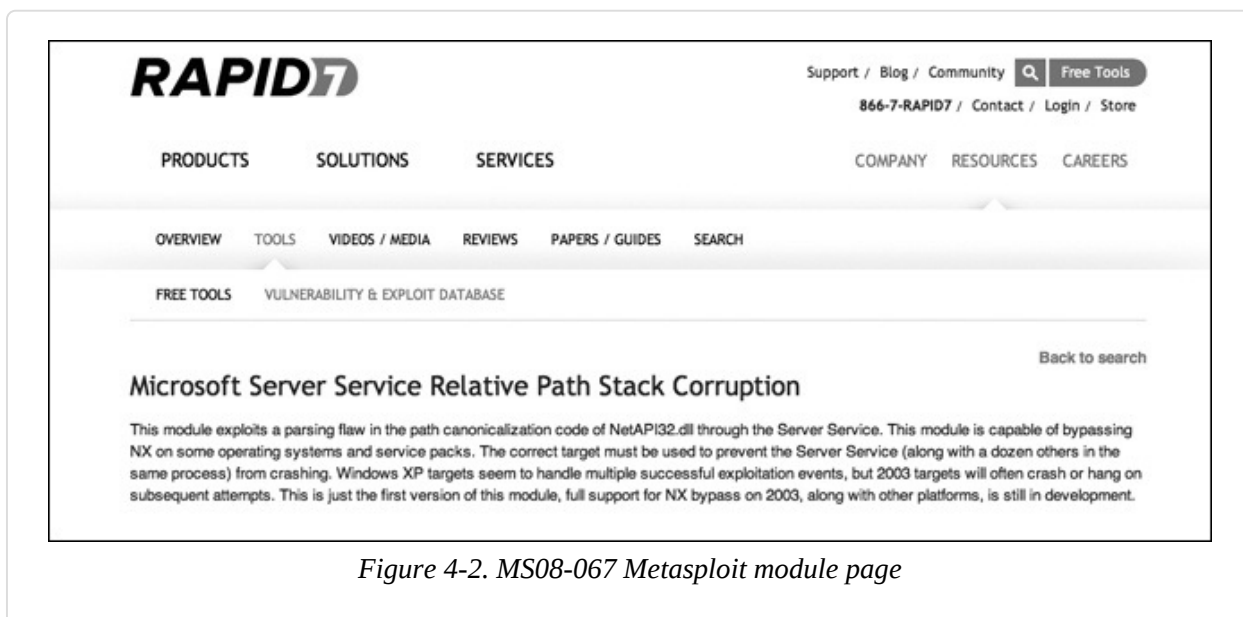 RAPID7
Support / Blog / Community Free Tools
866-7-RAPID7 / Contact / Login / Store
PRODUCTS SOLUTIONS SERVICES COMPANY RESOURCES CAREERS
OVERVIEW TOOLS VIDEOS / MEDIA REVIEWS PAPERS / GUIDES SEARCH
FREE TOOLS VULNERABILITY & EXPLOIT DATABASE
Back to search
Microsoft Server Service Relative Path Stack Corruption
This module exploits a parsing flaw in the path canonicalization code of NetAPI32.dll through the Server Service. This module is capable of bypassing
NX on some operating systems and service packs. The correct target must be used to prevent the Server Service (along with a dozen others in the
same process) from crashing. Windows XP targets seem to handle multiple successful exploitation events, but 2003 targets will often crash or hang on
subsequent attempts. This is just the first version of this module, full support for NX bypass on 2003, along with other platforms, is still in development.
Figure 4-2. MS08-067 Metasploit module page